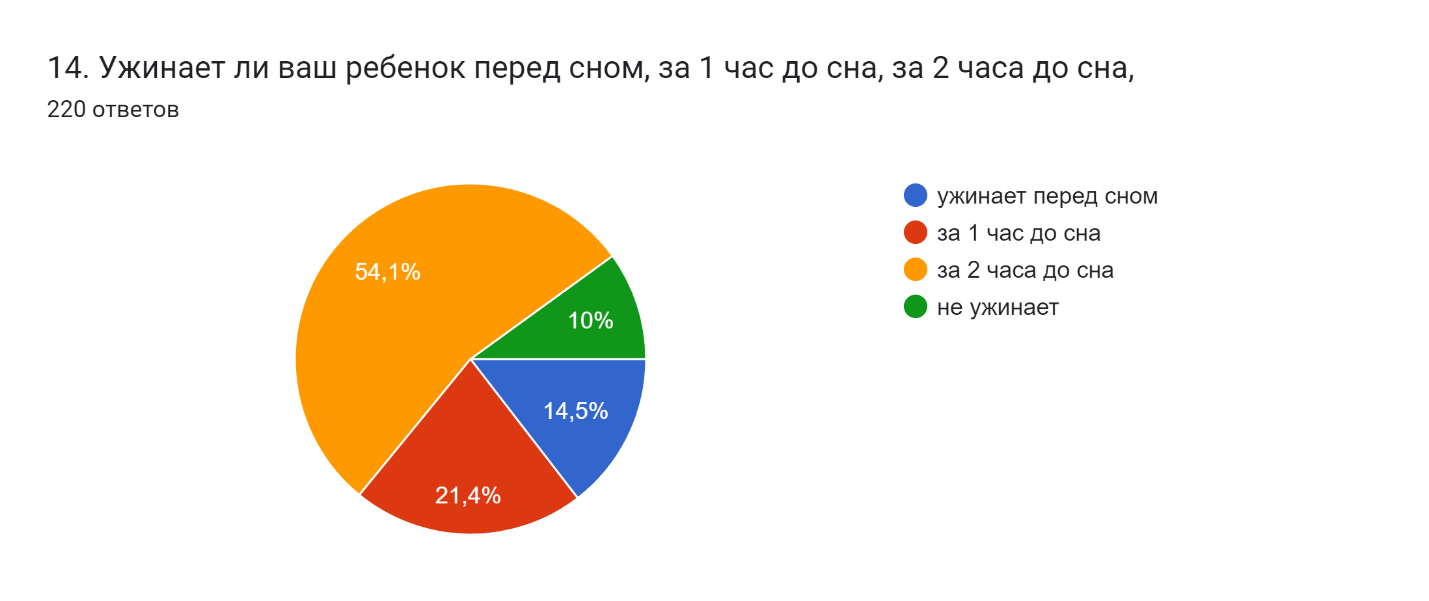 14. Ужинает ли ваш ребенок перед сном, за 1 час до сна, за 2 часа до сна,
220 ответов
ужинает перед сном
за 1 час до сна
за 2 часа до сна
не ужинает
54,1%
10%
14,5%
21,4%